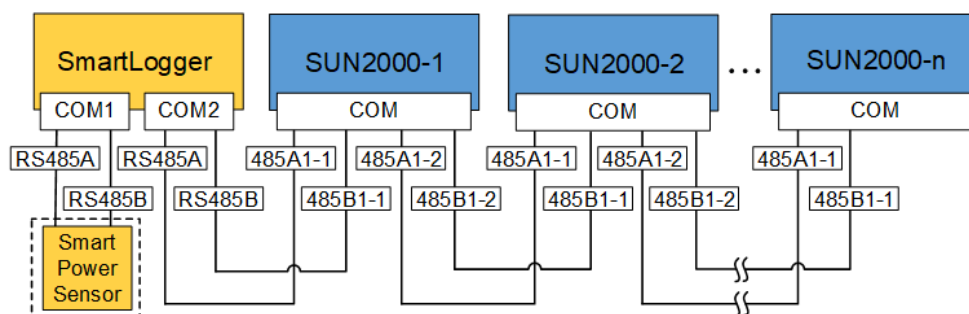 SmartLogger
SUN2000-1
SUN2000-2
...
SUN2000-n
COM1
COM2
COM
COM
COM
RS485A
RS485A
485A1-1
485A1-2
485A1-1
485A1-2
485A1-1
RS485B
RS485B
485B1-1
485B1-2
485B1-1
485B1-2
485B1-1
Smart
Power
Sensor